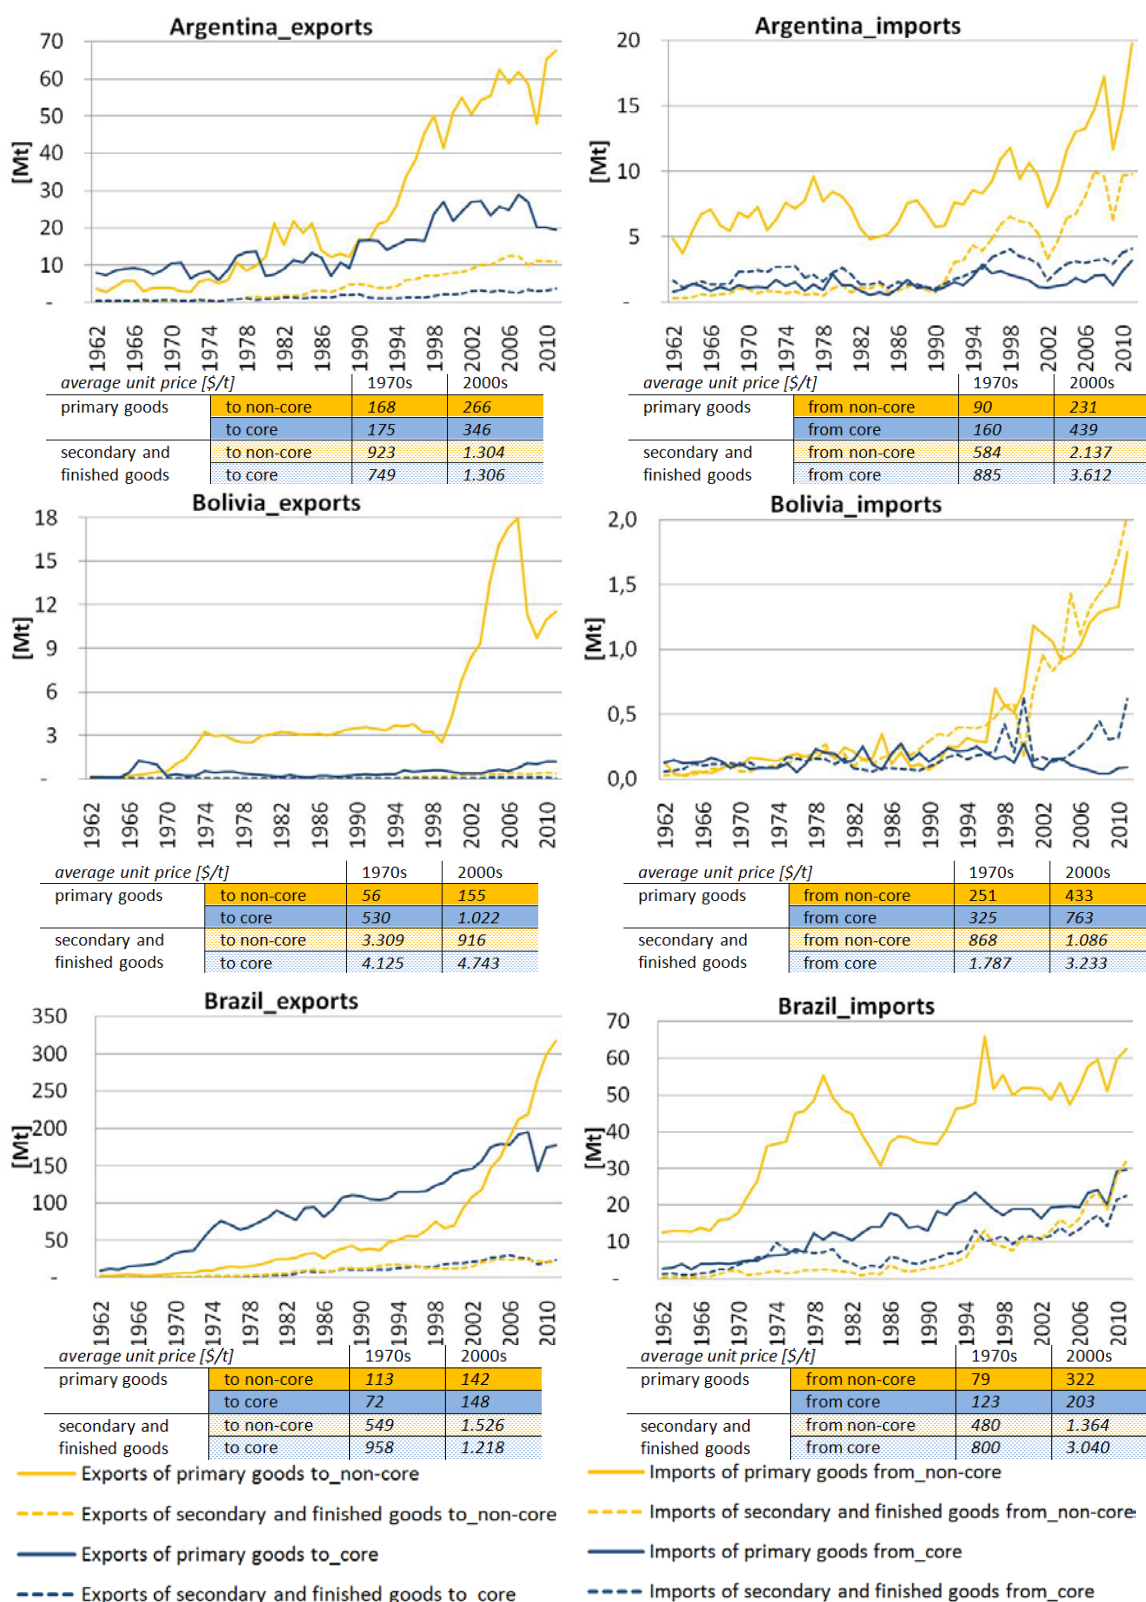 Argentina_exports
70
60
50
40
30
20
10
-
[Mt]
1962
1966
1970
1974
1978
1982
1986
1990
1994
1998
2002
2006
2010
average unit price [$/t] 1970s 2000s
primary goods to non-core 168 266
to core 175 346
secondary and to non-core 923 1.304
finished goods to core 749 1.306
Argentina_imports
20
15
10
5
-
[Mt]
1962
1966
1970
1974
1978
1982
1986
1990
1994
1998
2002
2006
2010
average unit price [$/t] 1970s 2000s
primary goods from non-core 90 231
from core 160 439
secondary and from non-core 584 2.137
finished goods from core 885 3.612
Bolivia_exports
18
15
12
9
6
3
-
[Mt]
1962
1966
1970
1974
1978
1982
1986
1990
1994
1998
2002
2006
2010
average unit price [$/t] 1970s 2000s
primary goods to non-core 56 155
to core 530 1.022
secondary and to non-core 3.309 916
finished goods to core 4.125 4.743
Bolivia_imports
2,0
1,5
1,0
0,5
0,0
[Mt]
1962
1966
1970
1974
1978
1982
1986
1990
1994
1998
2002
2006
2010
average unit price [$/t] 1970s 2000s
primary goods from non-core 251 433
from core 325 763
secondary and from non-core 868 1.086
finished goods from core 1.787 3.233
Brazil_exports
350
300
250
200
150
100
50
-
[Mt]
1962
1966
1970
1974
1978
1982
1986
1990
1994
1998
2002
2006
2010
average unit price [$/t] 1970s 2000s
primary goods to non-core 113 142
to core 72 148
secondary and to non-core 549 1.526
finished goods to core 958 1.218
Brazil_imports
70
60
50
40
30
20
10
-
[Mt]
1962
1966
1970
1974
1978
1982
1986
1990
1994
1998
2002
2006
2010
average unit price [$/t] 1970s 2000s
primary goods from non-core 79 322
from core 123 203
secondary and from non-core 480 1.364
finished goods from core 800 3.040
Exports of primary goods to_non-core
Exports of secondary and finished goods to_non-core
Exports of primary goods to_core
Exports of secondary and finished goods to_core
Imports of primary goods from_non-core
Imports of secondary and finished goods from_non-core
Imports of primary goods from_core
Imports of secondary and finished goods from_core